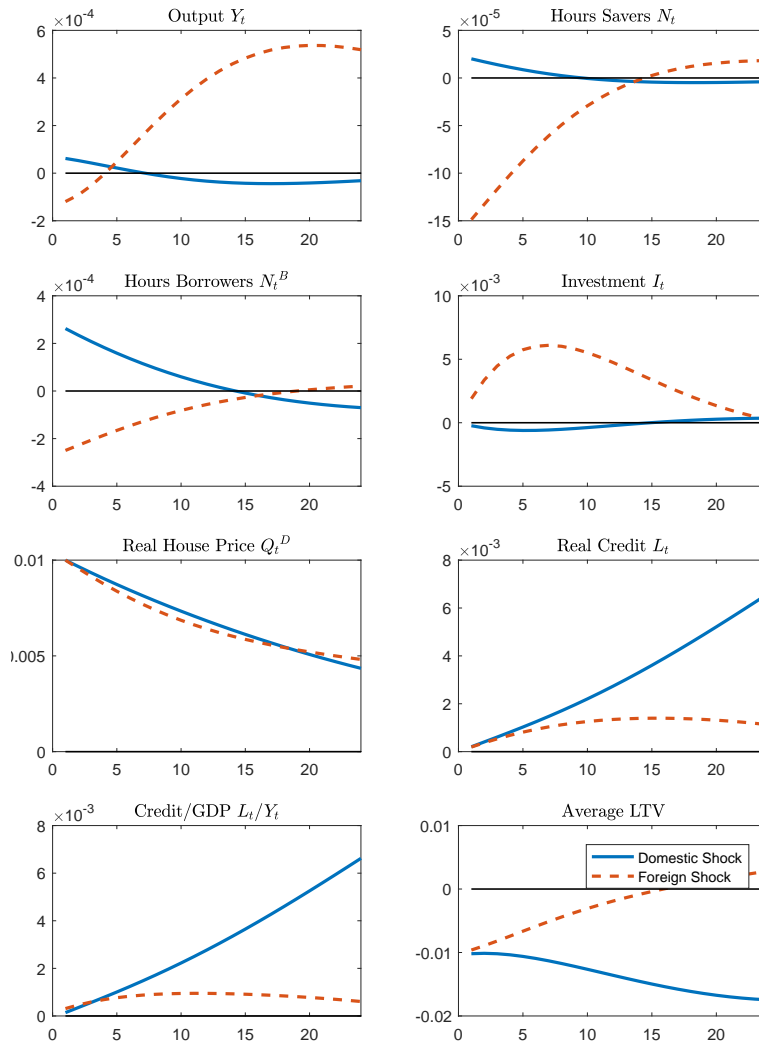 Output Y_t
×10^-4
6
4
2
0
-2
0 5 10 15 20
Hours Savers N_t
×10^-5
5
0
-5
-10
-15
0 5 10 15 20
Hours Borrowers N_t^B
×10^-4
4
2
0
-2
-4
0 5 10 15 20
Investment I_t
×10^-3
10
5
0
-5
0 5 10 15 20
Real House Price Q_t^D
0.01
0.005
0
0 5 10 15 20
Real Credit L_t
×10^-3
8
6
4
2
0
0 5 10 15 20
Credit/GDP L_t/Y_t
×10^-3
8
6
4
2
0
0 5 10 15 20
Average LTV
0.01
0
-0.01
-0.02
0 5 10 15 20
Domestic Shock
Foreign Shock